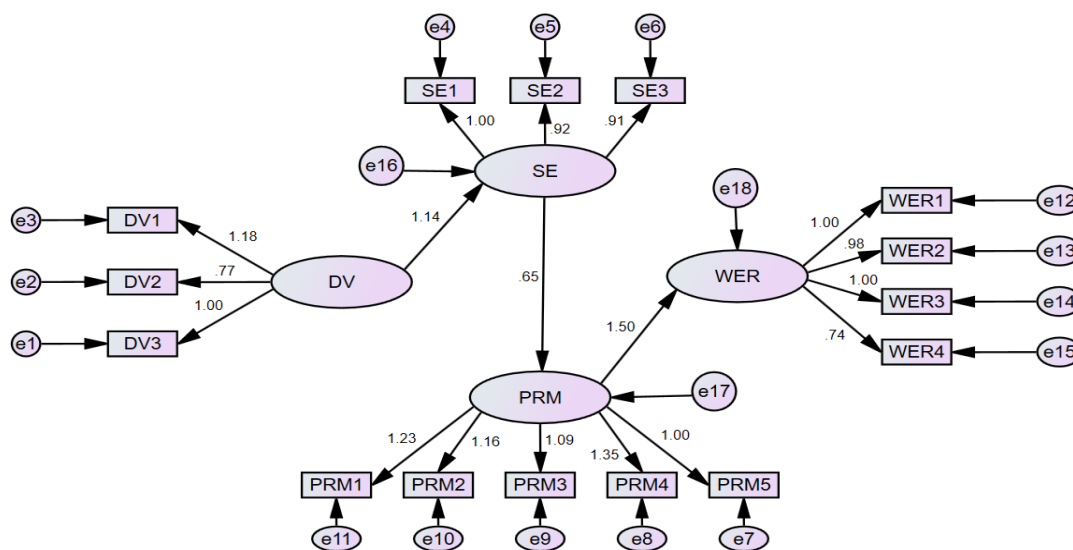 e4 e5 e6
SE1 SE2 SE3
1.00 .92 .91
e16 SE
e18
e3 DV1
1.18
1.14
e2 DV2
.77
DV
1.00
e1 DV3
.65
WER
1.00 WER1 e12
.98 WER2 e13
1.00 WER3 e14
.74 WER4 e15
1.50
PRM e17
1.23 1.16 1.09 1.35 1.00
PRM1 PRM2 PRM3 PRM4 PRM5
e11 e10 e9 e8 e7